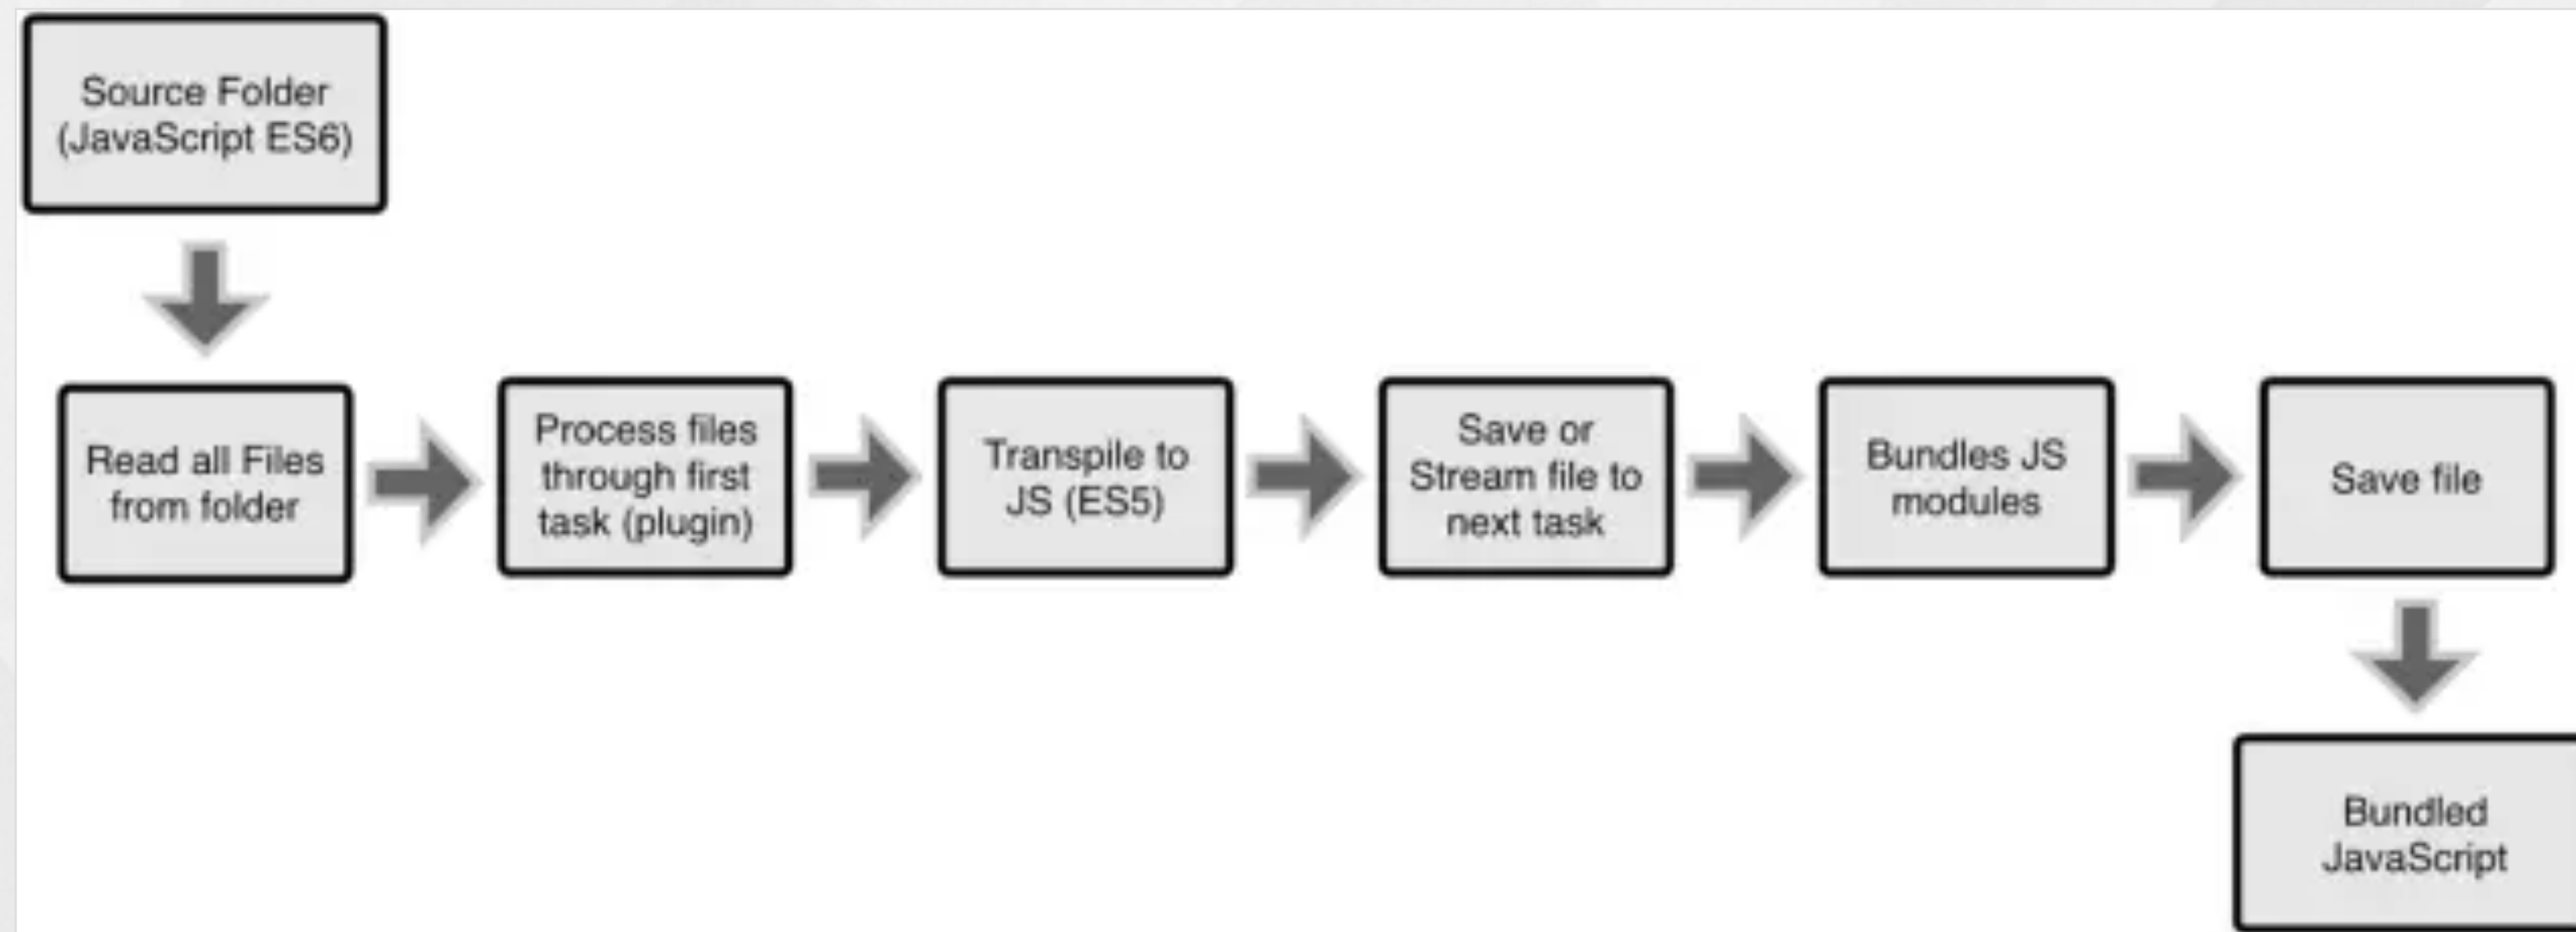 Source Folder
(JavaScript ES6)
Read all Files
from folder
Process files
through first
task (plugin)
Transpile to
JS (ES5)
Save or
Stream file to
next task
Bundles JS
modules
Save file
Bundled
JavaScript